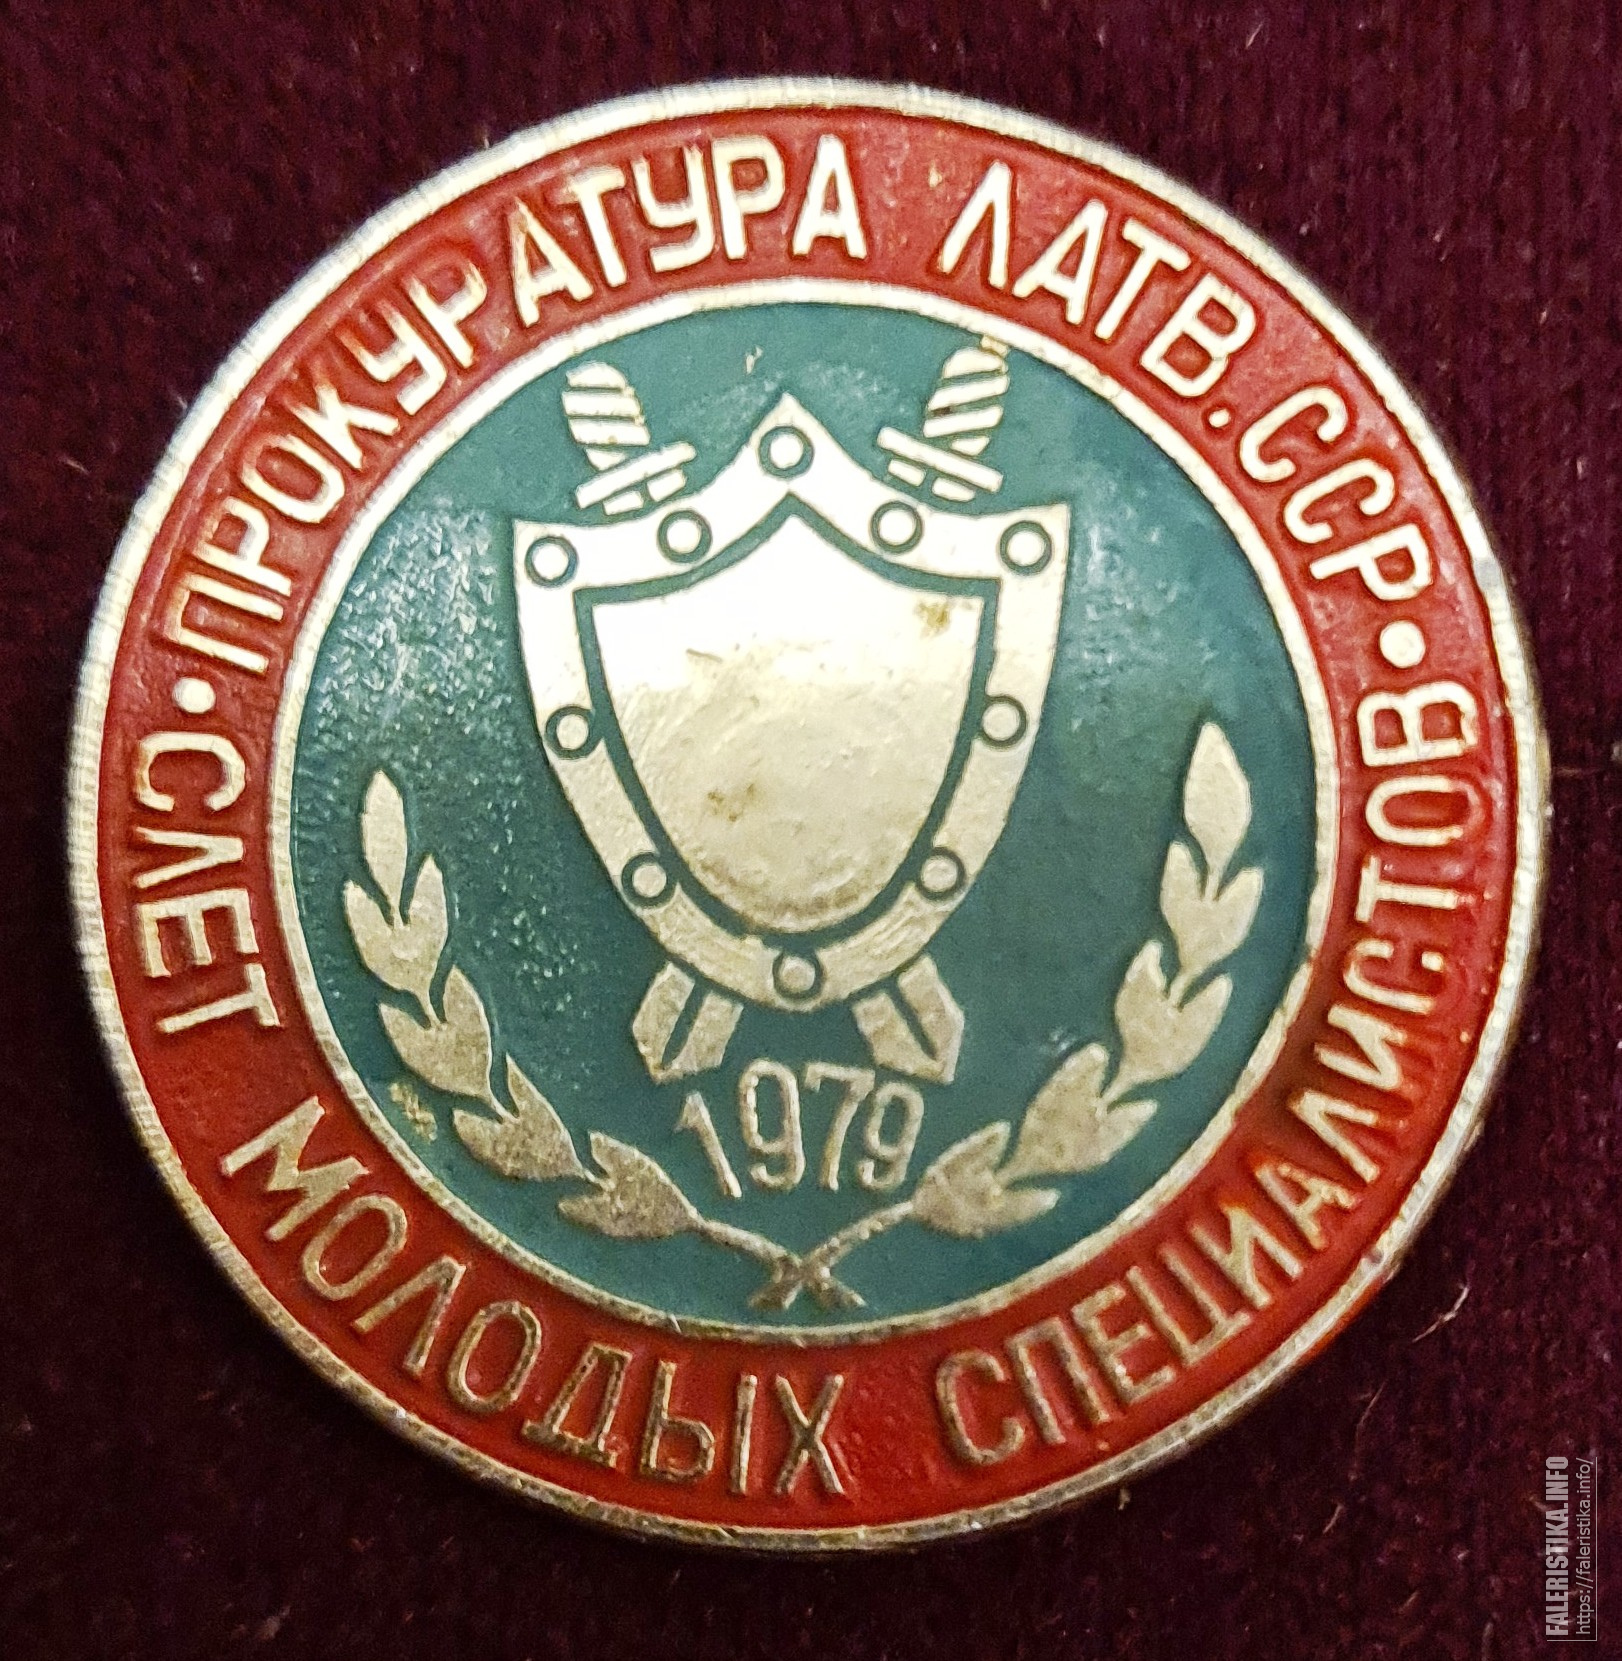 •ПРОКУРАТУРА ЛАТВ.ССР•
СЛЕТ МОЛОДЫХ СПЕЦИАЛИСТОВ
1979
FALERISTIKA.INFO
https://faleristika.info/